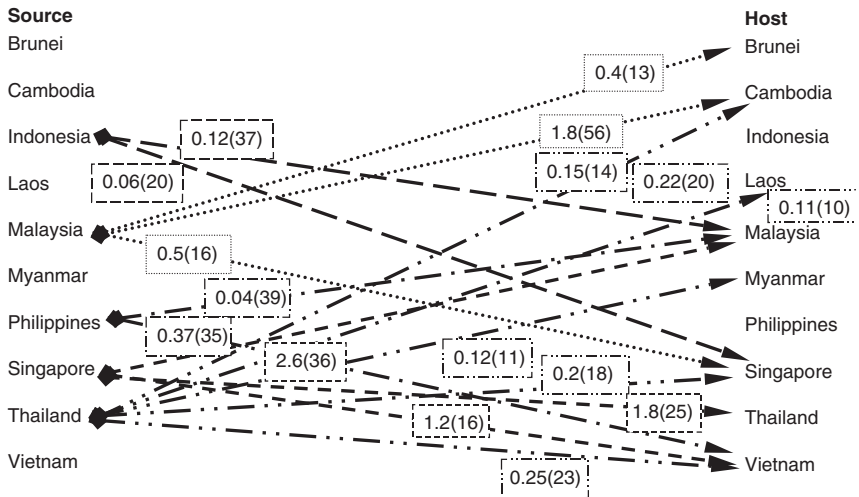 Source
Host
Brunei
Brunei
0.4(13)
Cambodia
Cambodia
1.8(56)
Indonesia
0.12(37)
Indonesia
0.15(14)
0.22(20)
Laos
0.06(20)
Laos
0.11(10)
Malaysia
Malaysia
0.5(16)
Myanmar
Myanmar
0.04(39)
Philippines
Philippines
0.37(35)
2.6(36)
0.12(11)
Singapore
Singapore
0.2(18)
Thailand
Thailand
1.8(25)
1.2(16)
Vietnam
Vietnam
0.25(23)